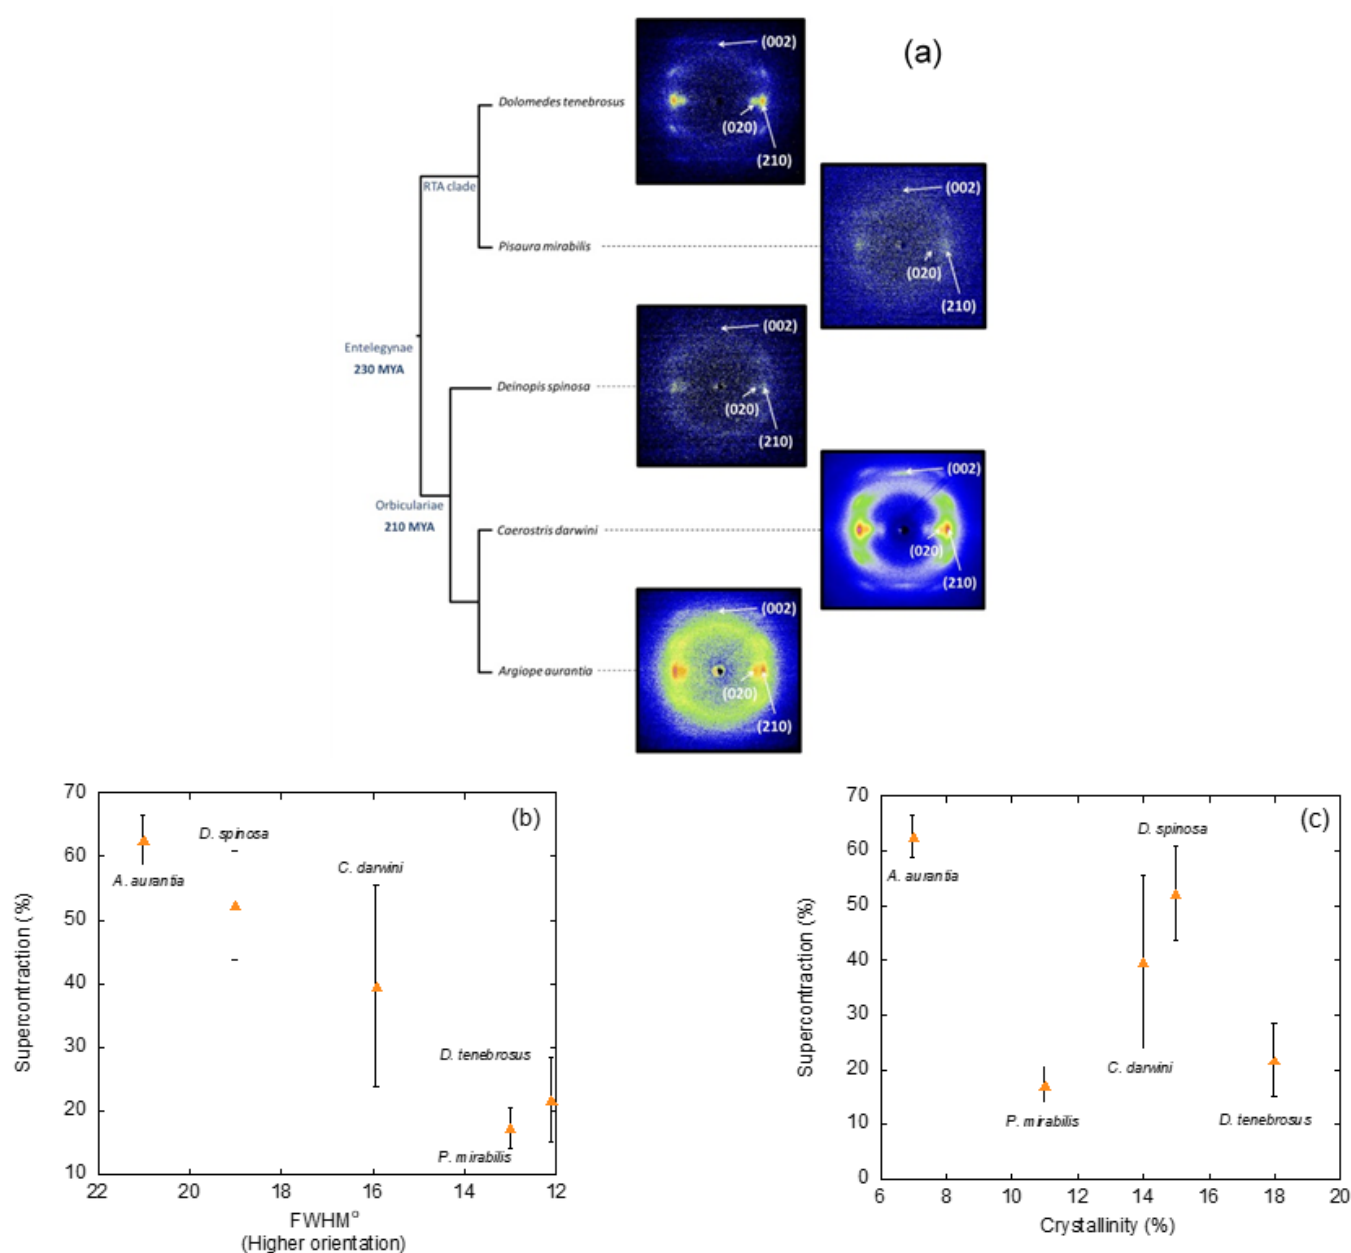 (a)
(002)
Dolomedes tenebrosus
(020)
(210)
RTA clade
(002)
Pisaura mirabilis
(020)
(210)
(002)
Entelegynae
230 MYA
Deinopis spinosa
(020)
(210)
(002)
Orbiculariae
210 MYA
Caerostris darwini
(020)
(210)
(002)
Argiope aurantia
(020)
(210)
(b)
70
60
50
40
30
20
10
Supercontraction (%)
D. spinosa
A. aurantia
C. darwini
D. tenebrosus
P. mirabilis
22 20 18 16 14 12
FWHM°
(Higher orientation)
(c)
70
60
50
40
30
20
10
0
Supercontraction (%)
D. spinosa
A. aurantia
C. darwini
P. mirabilis
D. tenebrosus
6 8 10 12 14 16 18 20
Crystallinity (%)